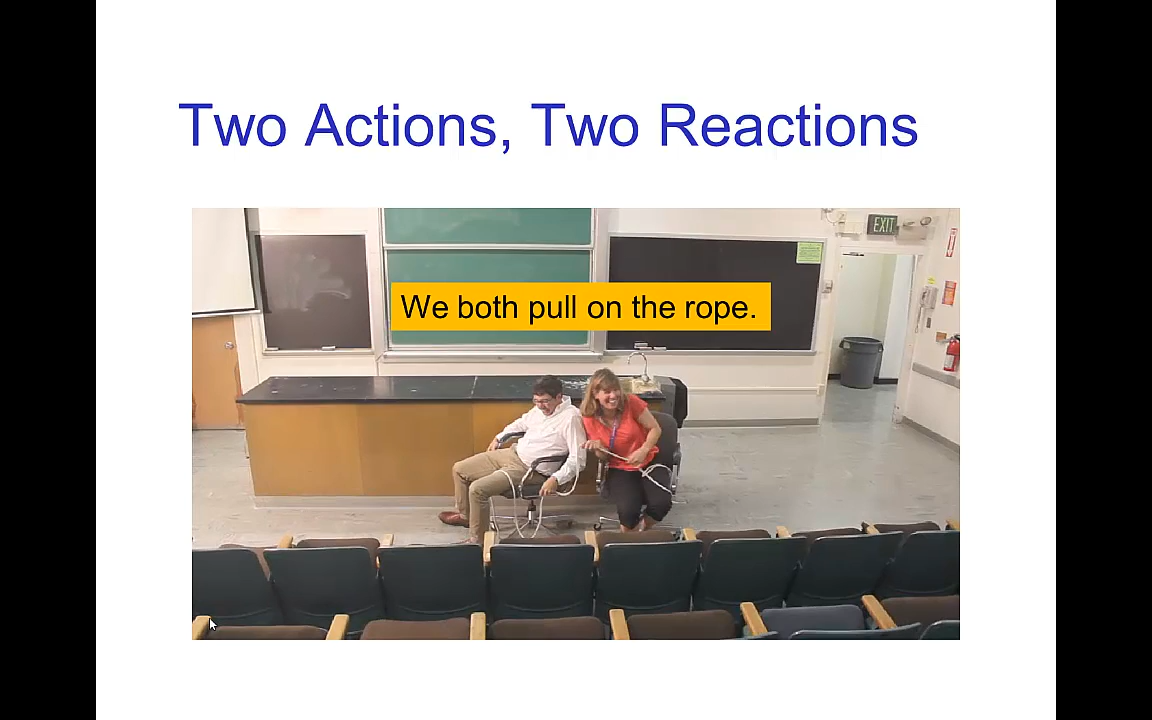 Two Actions, Two Reactions
EXIT
We both pull on the rope.